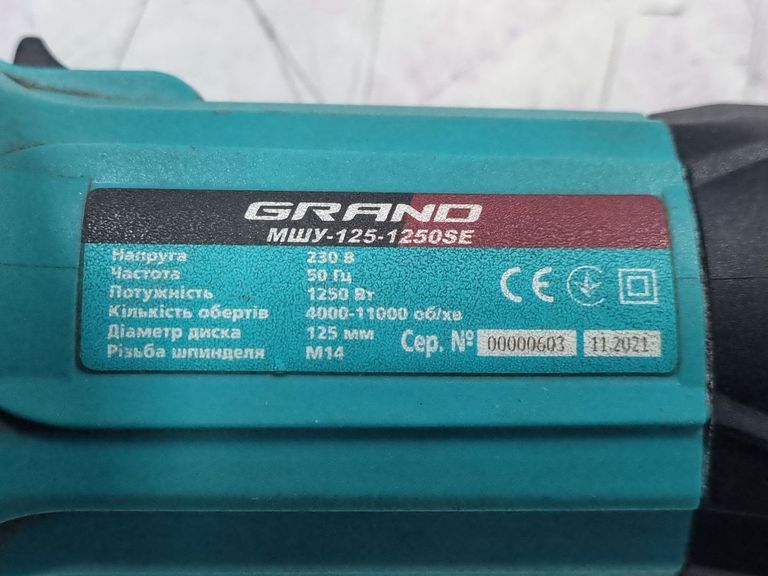 GRAND
МШУ-125-1250SE
Напруга 230 В
Частота 50 Гц
Потужність 1250 Вт
Кількість обертів 4000-11000 об/хв
Діаметр диска 125 мм
Різьба шпинделя М14
CE
Сер. № 00000603 11.2021